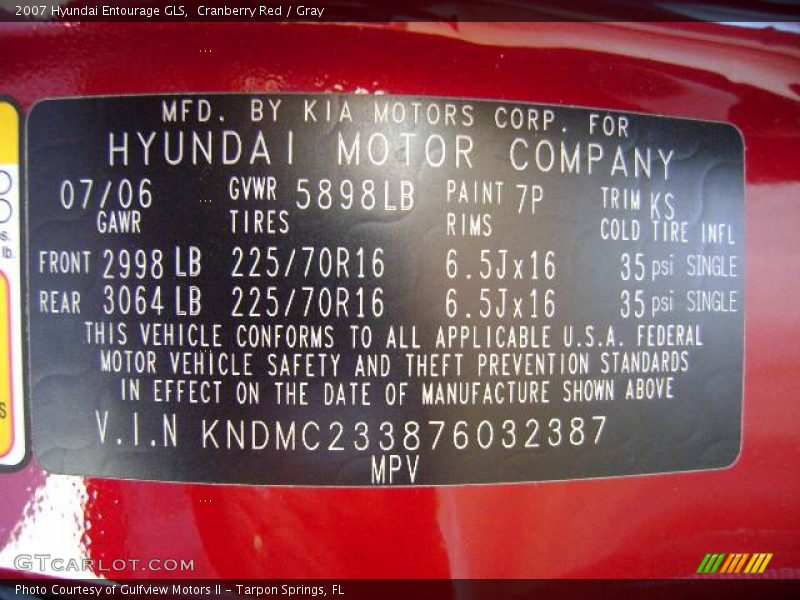 2007 Hyundai Entourage GLS,  Cranberry Red / Gray
MFD. BY KIA MOTORS CORP. FOR
HYUNDAI MOTOR COMPANY
07/06 GVWR 5898LB PAINT 7P TRIM KS
GAWR TIRES RIMS COLD TIRE INFL
FRONT 2998 LB 225/70R16 6.5Jx16 35 psi SINGLE
REAR 3064 LB 225/70R16 6.5Jx16 35 psi SINGLE
THIS VEHICLE CONFORMS TO ALL APPLICABLE U.S.A. FEDERAL
MOTOR VEHICLE SAFETY AND THEFT PREVENTION STANDARDS
IN EFFECT ON THE DATE OF MANUFACTURE SHOWN ABOVE
V.I.N KNDMC233876032387
MPV
lb.
GTCARLOT.COM
Photo Courtesy of Gulfview Motors II - Tarpon Springs, FL